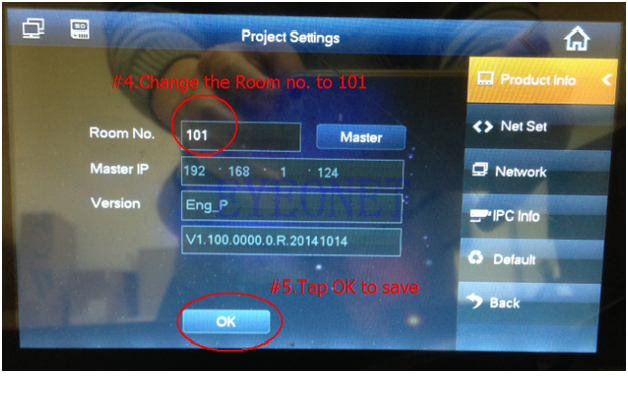 SD
Project Settings
#4.Change the Room no. to 101
Product Info <
Room No. 101 Master
<> Net Set
Master IP 192 . 168 . 1 . 124
Network
Version Eng_P
EYEONET
IPC Info
V1.100.0000.0.R.20141014
Default
#5.Tap OK to save
Back
OK